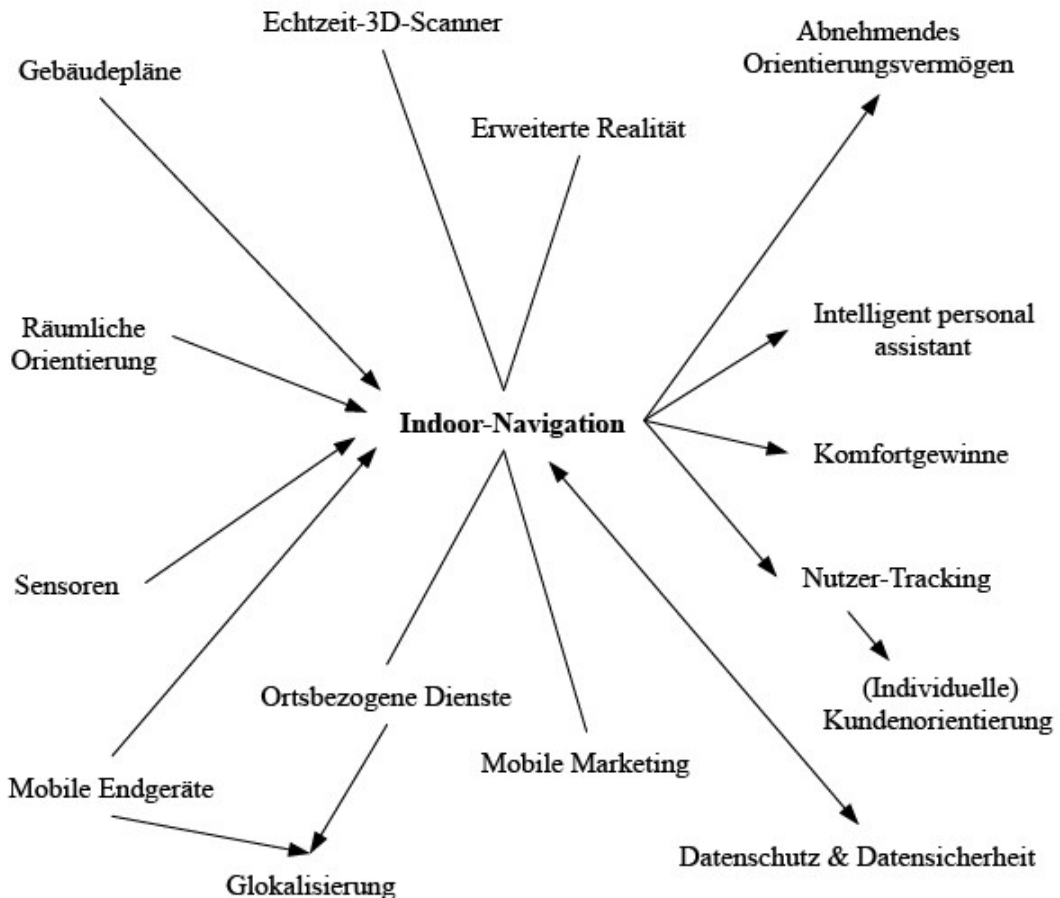 Echtzeit-3D-Scanner
Abnehmendes
Orientierungsvermögen
Gebäudepläne
Erweiterte Realität
Räumliche
Orientierung
Intelligent personal
assistant
Indoor-Navigation
Komfortgewinne
Sensoren
Nutzer-Tracking
Ortsbezogene Dienste
(Individuelle)
Kundenorientierung
Mobile Marketing
Mobile Endgeräte
Datenschutz & Datensicherheit
Glokalisierung